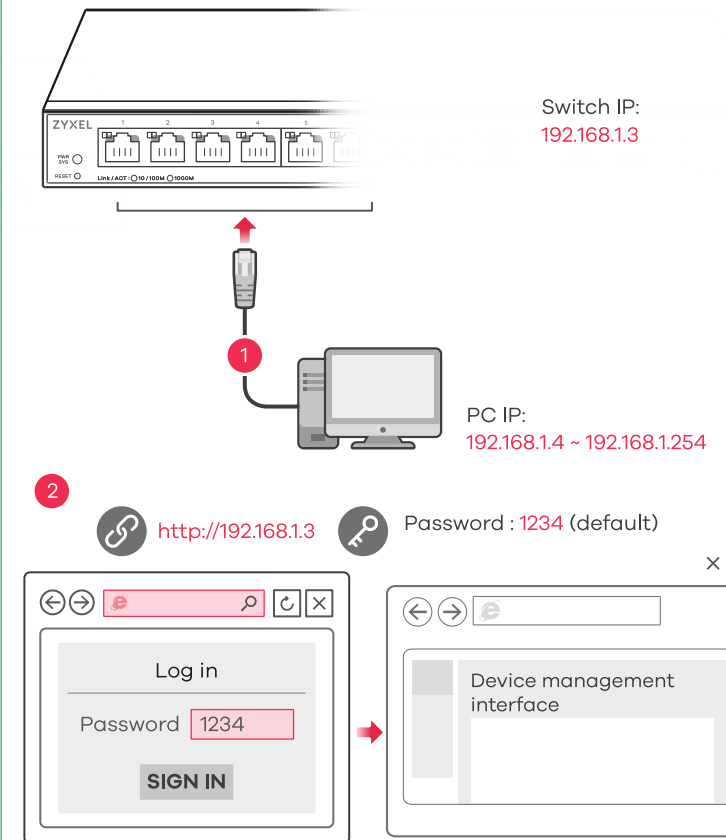 Switch IP:
192.168.1.3
ZYXEL
1 2 3 4 5
PWR
SYS
RESET
Link / ACT : 10 / 100M 1000M
1
PC IP:
192.168.1.4 ~ 192.168.1.254
2
http://192.168.1.3
Password : 1234 (default)
Log in
Password 1234
SIGN IN
Device management
interface